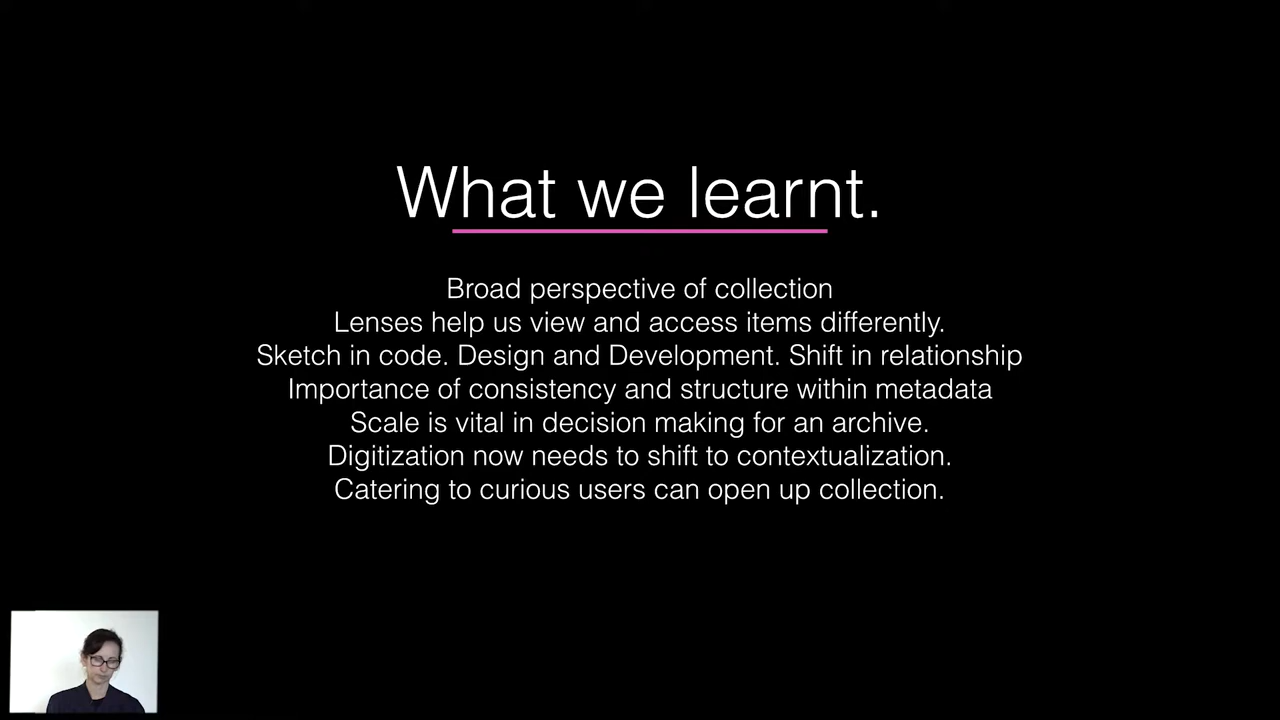 What we learnt.
Broad perspective of collection
Lenses help us view and access items differently.
Sketch in code. Design and Development. Shift in relationship
Importance of consistency and structure within metadata
Scale is vital in decision making for an archive.
Digitization now needs to shift to contextualization.
Catering to curious users can open up collection.